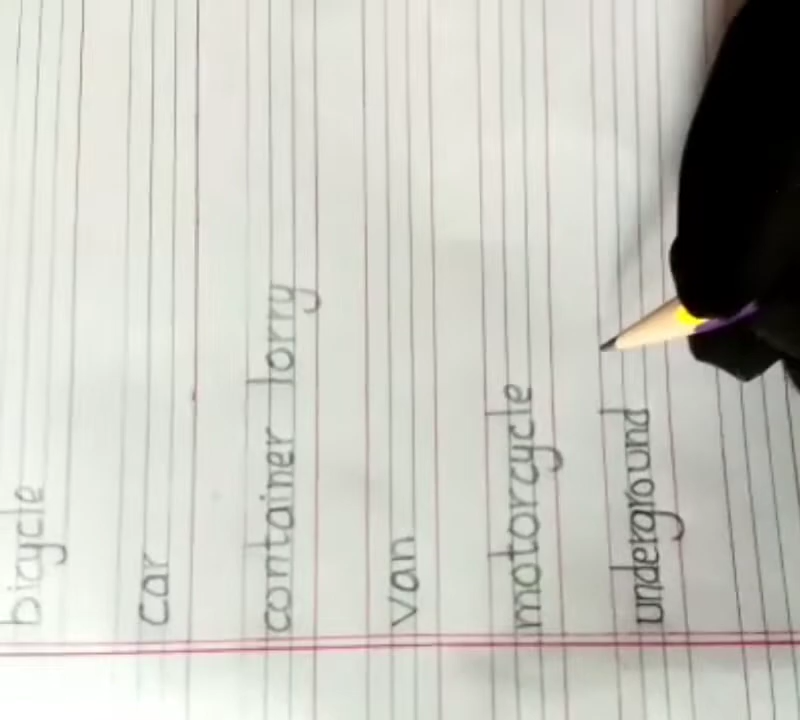 bicycle
car
container lorry
van
motorcycle
underground